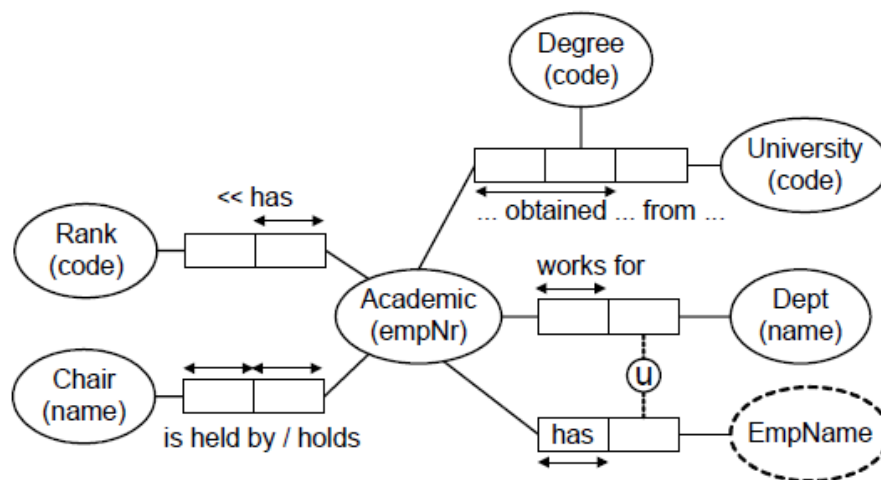 Degree
(code)
University
(code)
... obtained ... from ...
<< has
Rank
(code)
works for
Academic
(empNr)
Dept
(name)
Chair
(name)
u
is held by / holds
has
EmpName